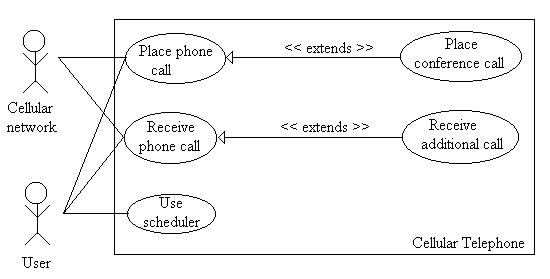 Place phone
call
<< extends >>
Place
conference call
Cellular
network
Receive
phone call
<< extends >>
Receive
additional call
Use
scheduler
User
Cellular Telephone